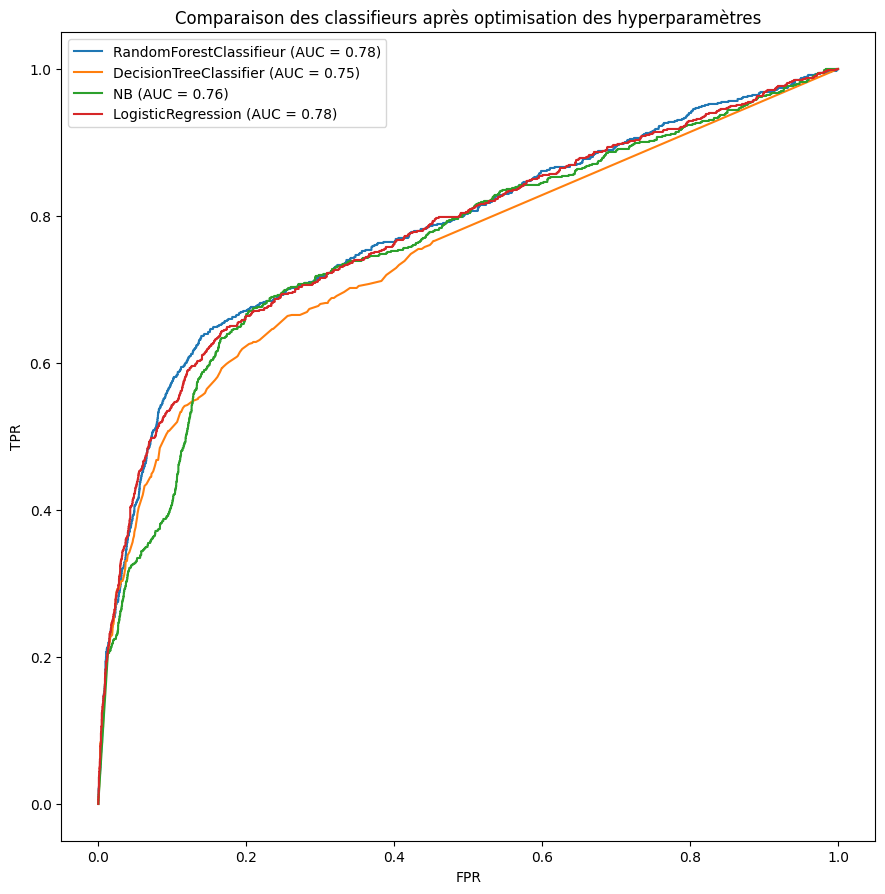 Comparaison des classifieurs après optimisation des hyperparamètres
RandomForestClassifieur (AUC = 0.78)
DecisionTreeClassifier (AUC = 0.75)
NB (AUC = 0.76)
LogisticRegression (AUC = 0.78)
1.0
0.8
0.6
0.4
0.2
0.0
TPR
0.0 0.2 0.4 0.6 0.8 1.0
FPR